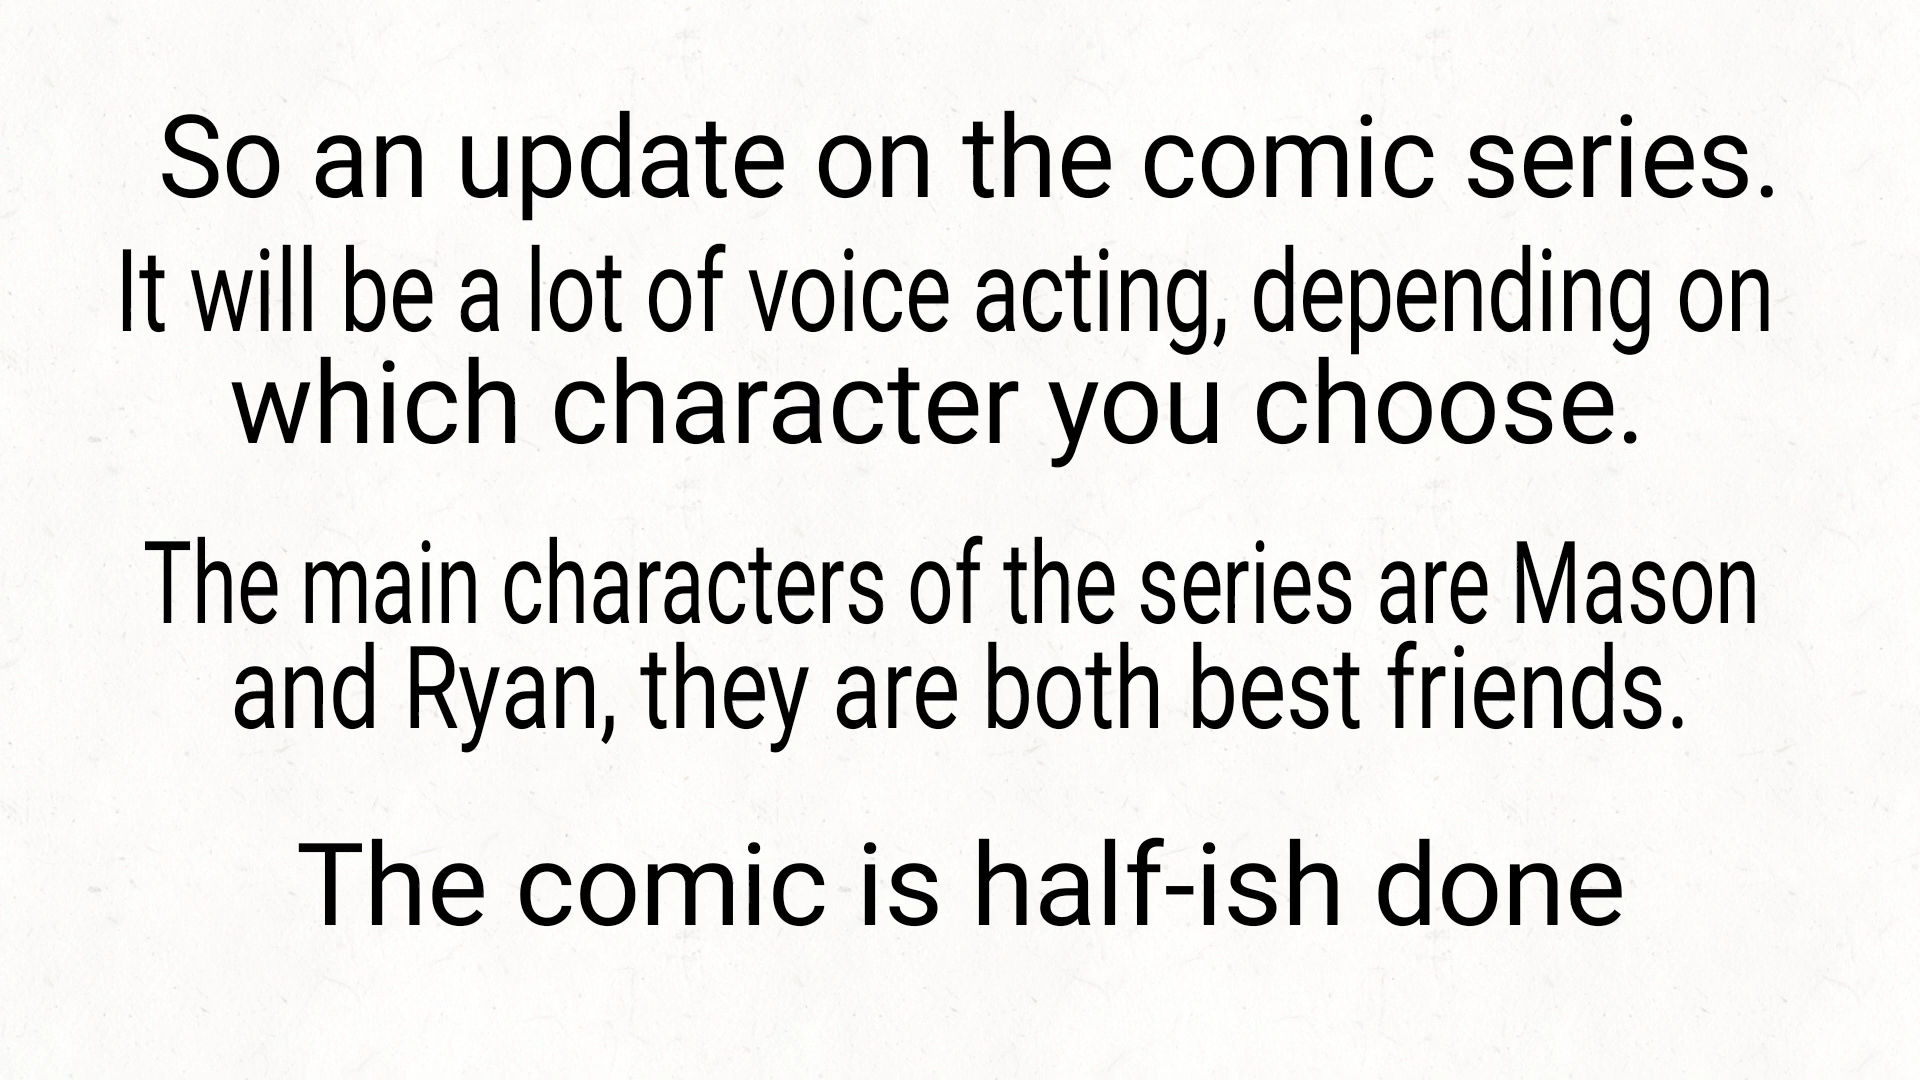 So an update on the comic series.
It will be a lot of voice acting, depending on
which character you choose.
The main characters of the series are Mason
and Ryan, they are both best friends.
The comic is half-ish done